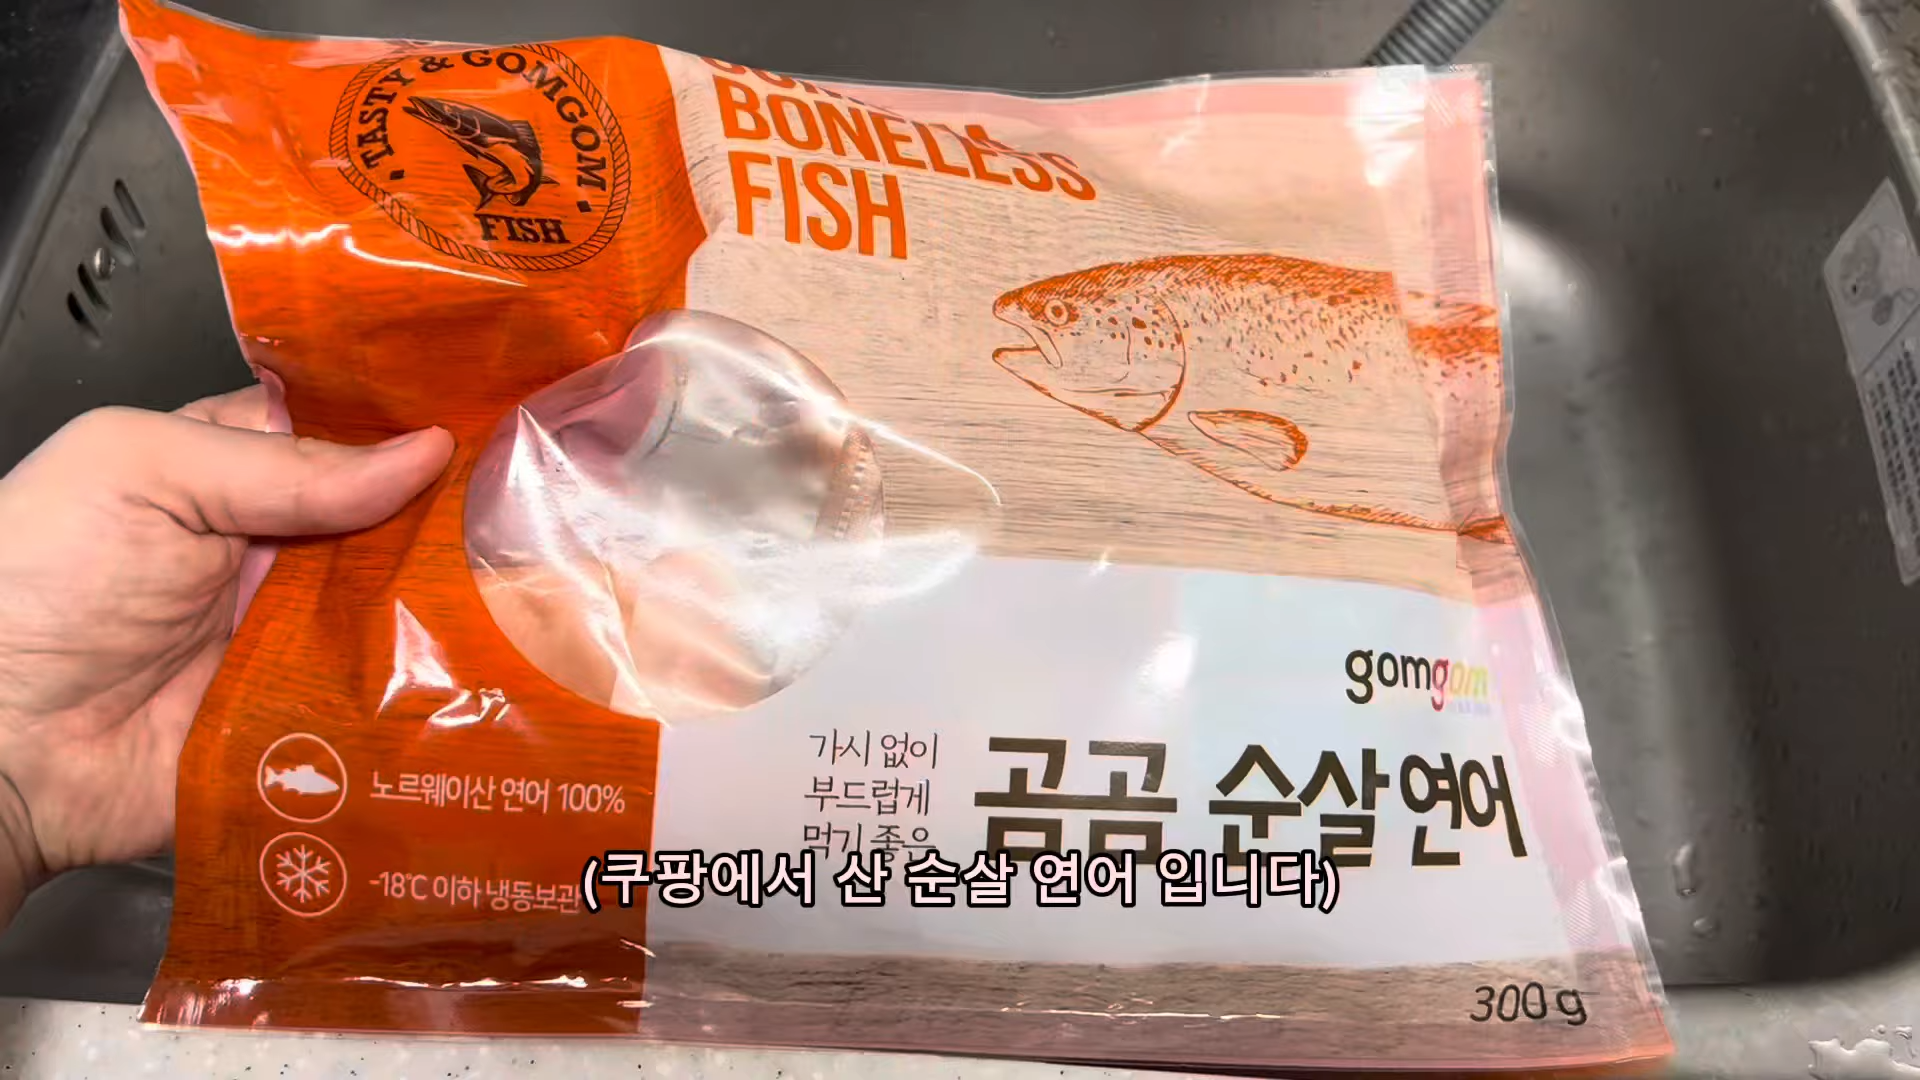 TASTY & GOMGOM
FISH
BONELESS
FISH
gomgom
가시 없이
부드럽게
먹기 좋은
곰곰 순살 연어
노르웨이산 연어 100%
-18℃ 이하 냉동보관
(쿠팡에서 산 순살 연어 입니다)
300 g